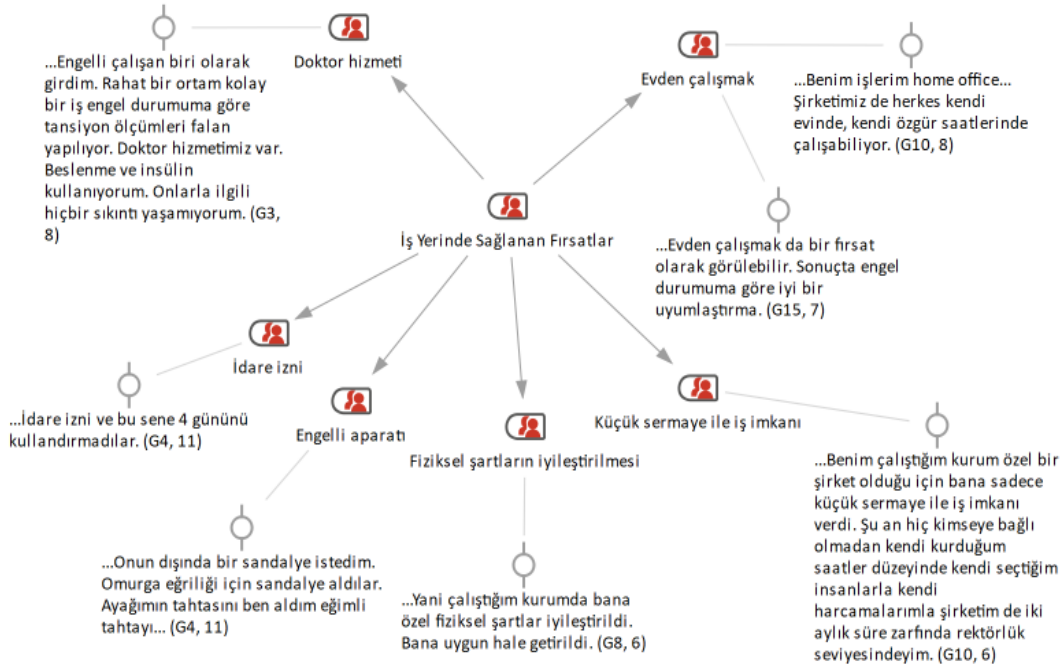 Doktor hizmeti
...Engelli çalışan biri olarak
girdim. Rahat bir ortam kolay
bir iş engel durumuma göre
tansiyon ölçümleri falan
yapılıyor. Doktor hizmetimiz var.
Beslenme ve insülin
kullanıyorum. Onlarla ilgili
hiçbir sıkıntı yaşamıyorum. (G3,
8)
Evden çalışmak
...Benim işlerim home office...
Şirketimiz de herkes kendi
evinde, kendi özgür saatlerinde
çalışabiliyor. (G10, 8)
...Evden çalışmak da bir fırsat
olarak görülebilir. Sonuçta engel
durumuma göre iyi bir
uyumlaştırma. (G15, 7)
İş Yerinde Sağlanan Fırsatlar
İdare izni
...İdare izni ve bu sene 4 gününü
kullandırmadılar. (G4, 11)
Engelli aparatı
...Onun dışında bir sandalye istedim.
Omurga eğriliği için sandalye aldılar.
Ayağımın tahtasını ben aldım eğimli
tahtayı... (G4, 11)
Fiziksel şartların iyileştirilmesi
...Yani çalıştığım kurumda bana
özel fiziksel şartlar iyileştirildi.
Bana uygun hale getirildi. (G8, 6)
Küçük sermaye ile iş imkanı
...Benim çalıştığım kurum özel bir
şirket olduğu için bana sadece
küçük sermaye ile iş imkanı
verdi. Şu an hiç kimseye bağlı
olmadan kendi kurduğum
saatler düzeyinde kendi seçtiğim
insanlarla kendi
harcamalarımla şirketim de iki
aylık süre zarfında rektörlük
seviyesindeyim. (G10, 6)